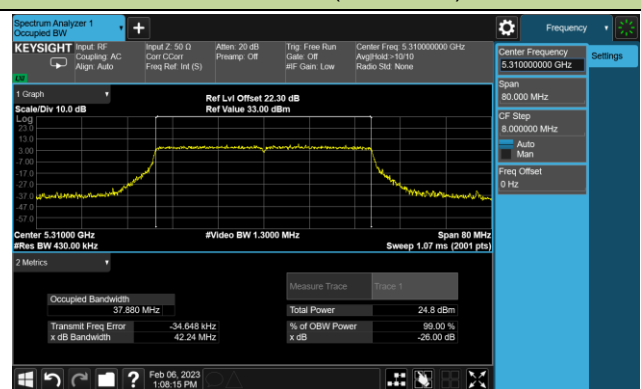 Spectrum Analyzer 1
Occupied BW
Frequency
KEYSIGHT
Input: RF
Coupling: AC
Align: Auto
Input Z: 50 Ω
Corr CCorr
Freq Ref: Int (S)
Atten: 20 dB
Preamp: Off
Trig: Free Run
Gate: Off
#IF Gain: Low
Center Freq: 5.310000000 GHz
Avg|Hold:>10/10
Radio Std: None
Center Frequency
5.310000000 GHz
Settings
Span
80.000 MHz
CF Step
8.000000 MHz
Auto
Man
Freq Offset
0 Hz
1 Graph
Scale/Div 10.0 dB
Ref Lvl Offset 22.30 dB
Ref Value 33.00 dBm
Log
23.0
13.0
3.00
-7.00
-17.0
-27.0
-37.0
-47.0
-57.0
Center 5.31000 GHz
#Res BW 430.00 kHz
#Video BW 1.3000 MHz
Span 80 MHz
Sweep 1.07 ms (2001 pts)
2 Metrics
Measure Trace
Trace 1
Occupied Bandwidth
37.880 MHz
Total Power
24.8 dBm
Transmit Freq Error
-34.648 kHz
% of OBW Power
99.00 %
x dB Bandwidth
42.24 MHz
x dB
-26.00 dB
Feb 06, 2023
1:08:15 PM